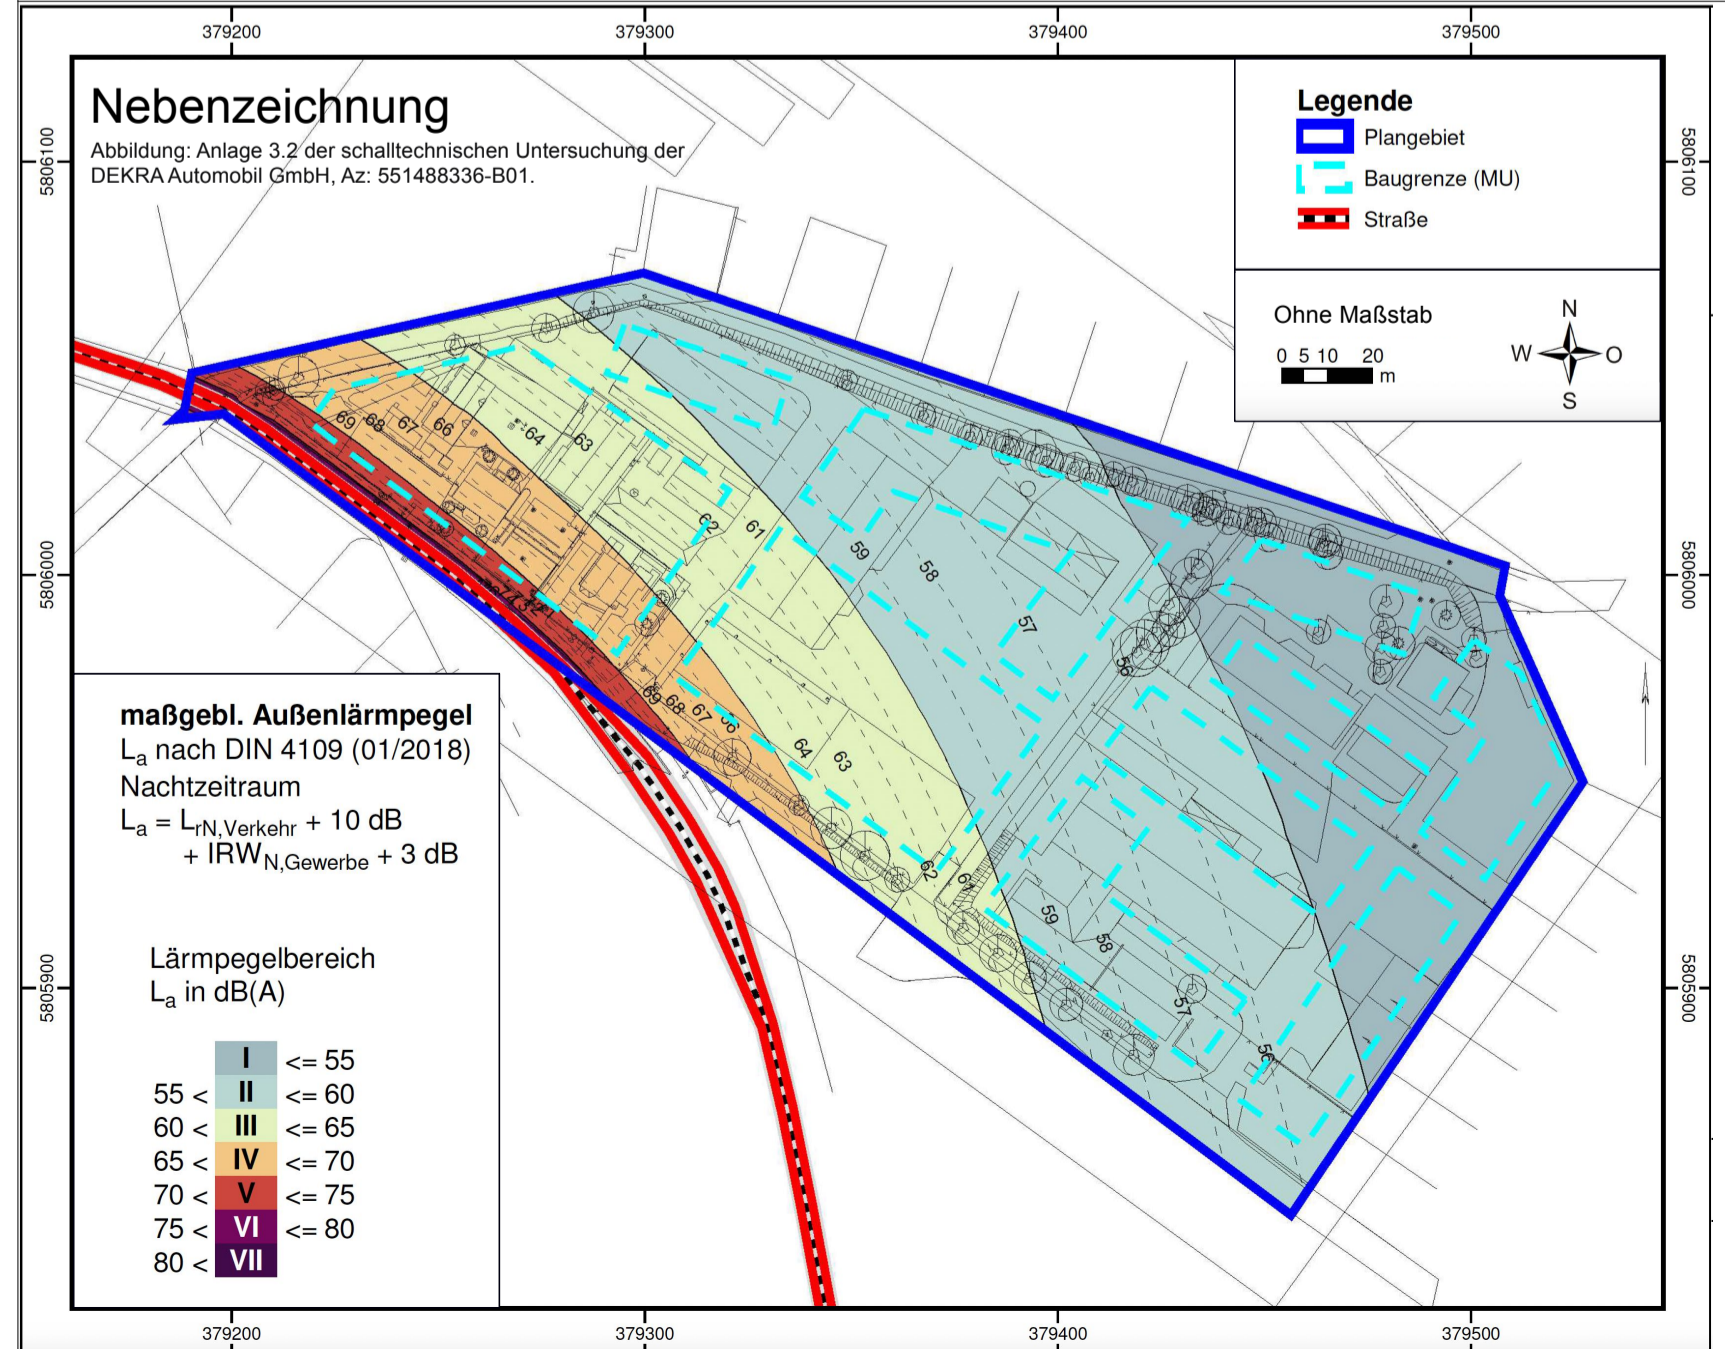 379200
379300
379400
379500
Nebenzeichnung
Abbildung: Anlage 3.2 der schalltechnischen Untersuchung der
DEKRA Automobil GmbH, Az: 551488336-B01.
Legende
Plangebiet
Baugrenze (MU)
Straße
Ohne Maßstab
0 5 10 20
m
N
W O
S
5806100
5806100
5806000
5806000
5805900
5805900
69 68 67 66
64 63
62 61
59 58
57
56
69 68 67 66
64 63
62 61
59 58
57
56
maßgebl. Außenlärmpegel
La nach DIN 4109 (01/2018)
Nachtzeitraum
La = LrN,Verkehr + 10 dB
+ IRWN,Gewerbe + 3 dB
Lärmpegelbereich
La in dB(A)
I <= 55
55 < II <= 60
60 < III <= 65
65 < IV <= 70
70 < V <= 75
75 < VI <= 80
80 < VII
379200
379300
379400
379500